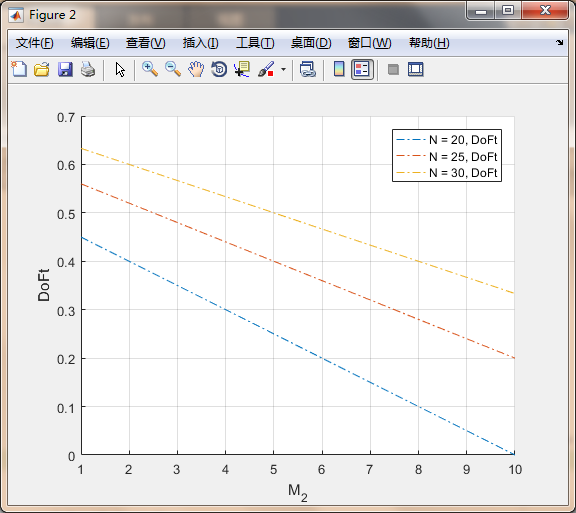 Figure 2
文件(F) 编辑(E) 查看(V) 插入(I) 工具(T) 桌面(D) 窗口(W) 帮助(H)
0.7
0.6
0.5
0.4
0.3
0.2
0.1
0
DoFt
N = 20, DoFt
N = 25, DoFt
N = 30, DoFt
1 2 3 4 5 6 7 8 9 10
M2